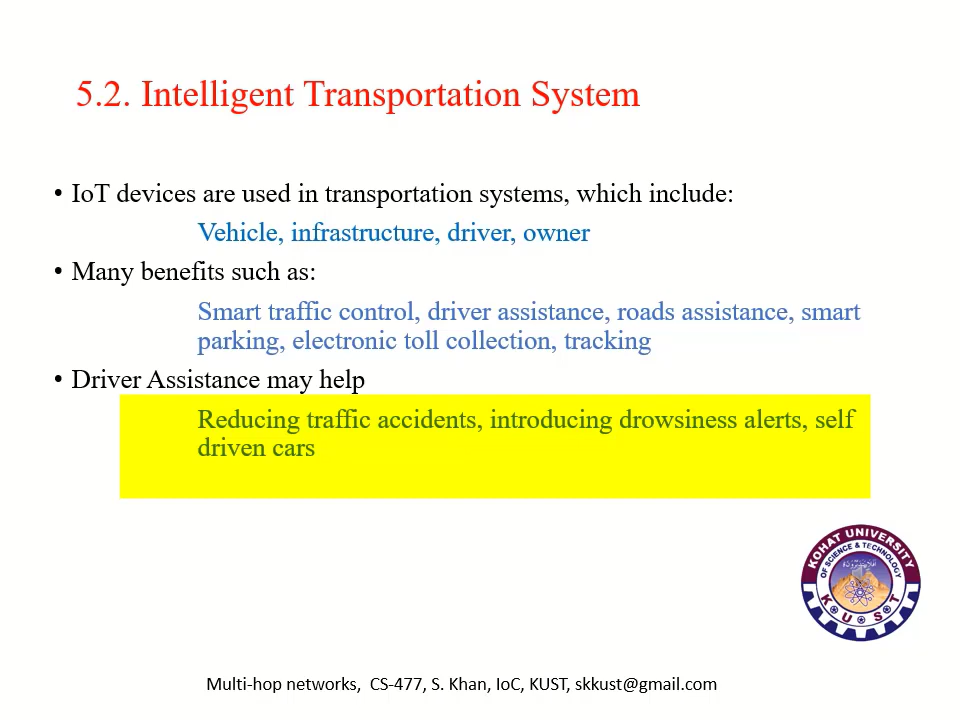 5.2. Intelligent Transportation System
• IoT devices are used in transportation systems, which include:
Vehicle, infrastructure, driver, owner
• Many benefits such as:
Smart traffic control, driver assistance, roads assistance, smart
parking, electronic toll collection, tracking
• Driver Assistance may help
Reducing traffic accidents, introducing drowsiness alerts, self
driven cars
KOHAT UNIVERSITY
OF SCIENCE & TECHNOLOGY
K U S T
Multi-hop networks, CS-477, S. Khan, IoC, KUST, skkust@gmail.com